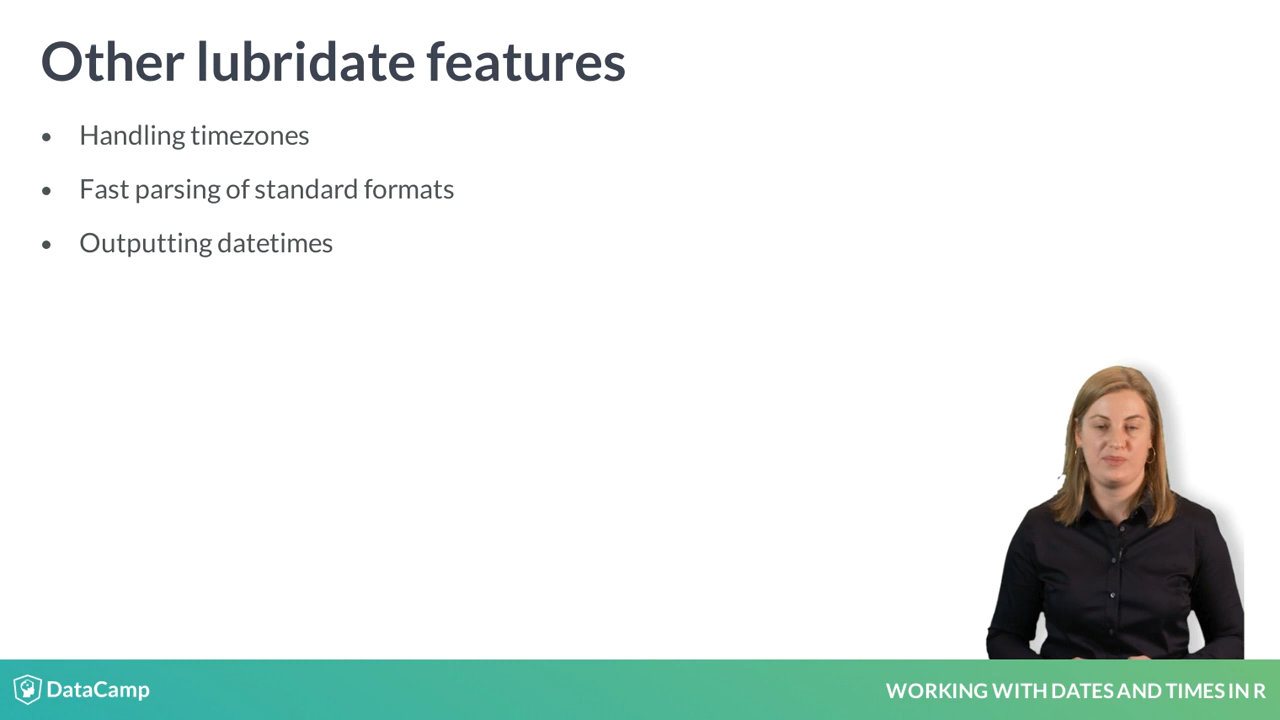 Other lubridate features
• Handling timezones
• Fast parsing of standard formats
• Outputting datetimes
DataCamp
WORKING WITH DATES AND TIMES IN R